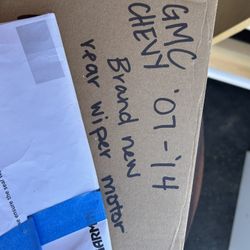 GMC
CHEVY '07-'14
Brand new
rear wiper motor